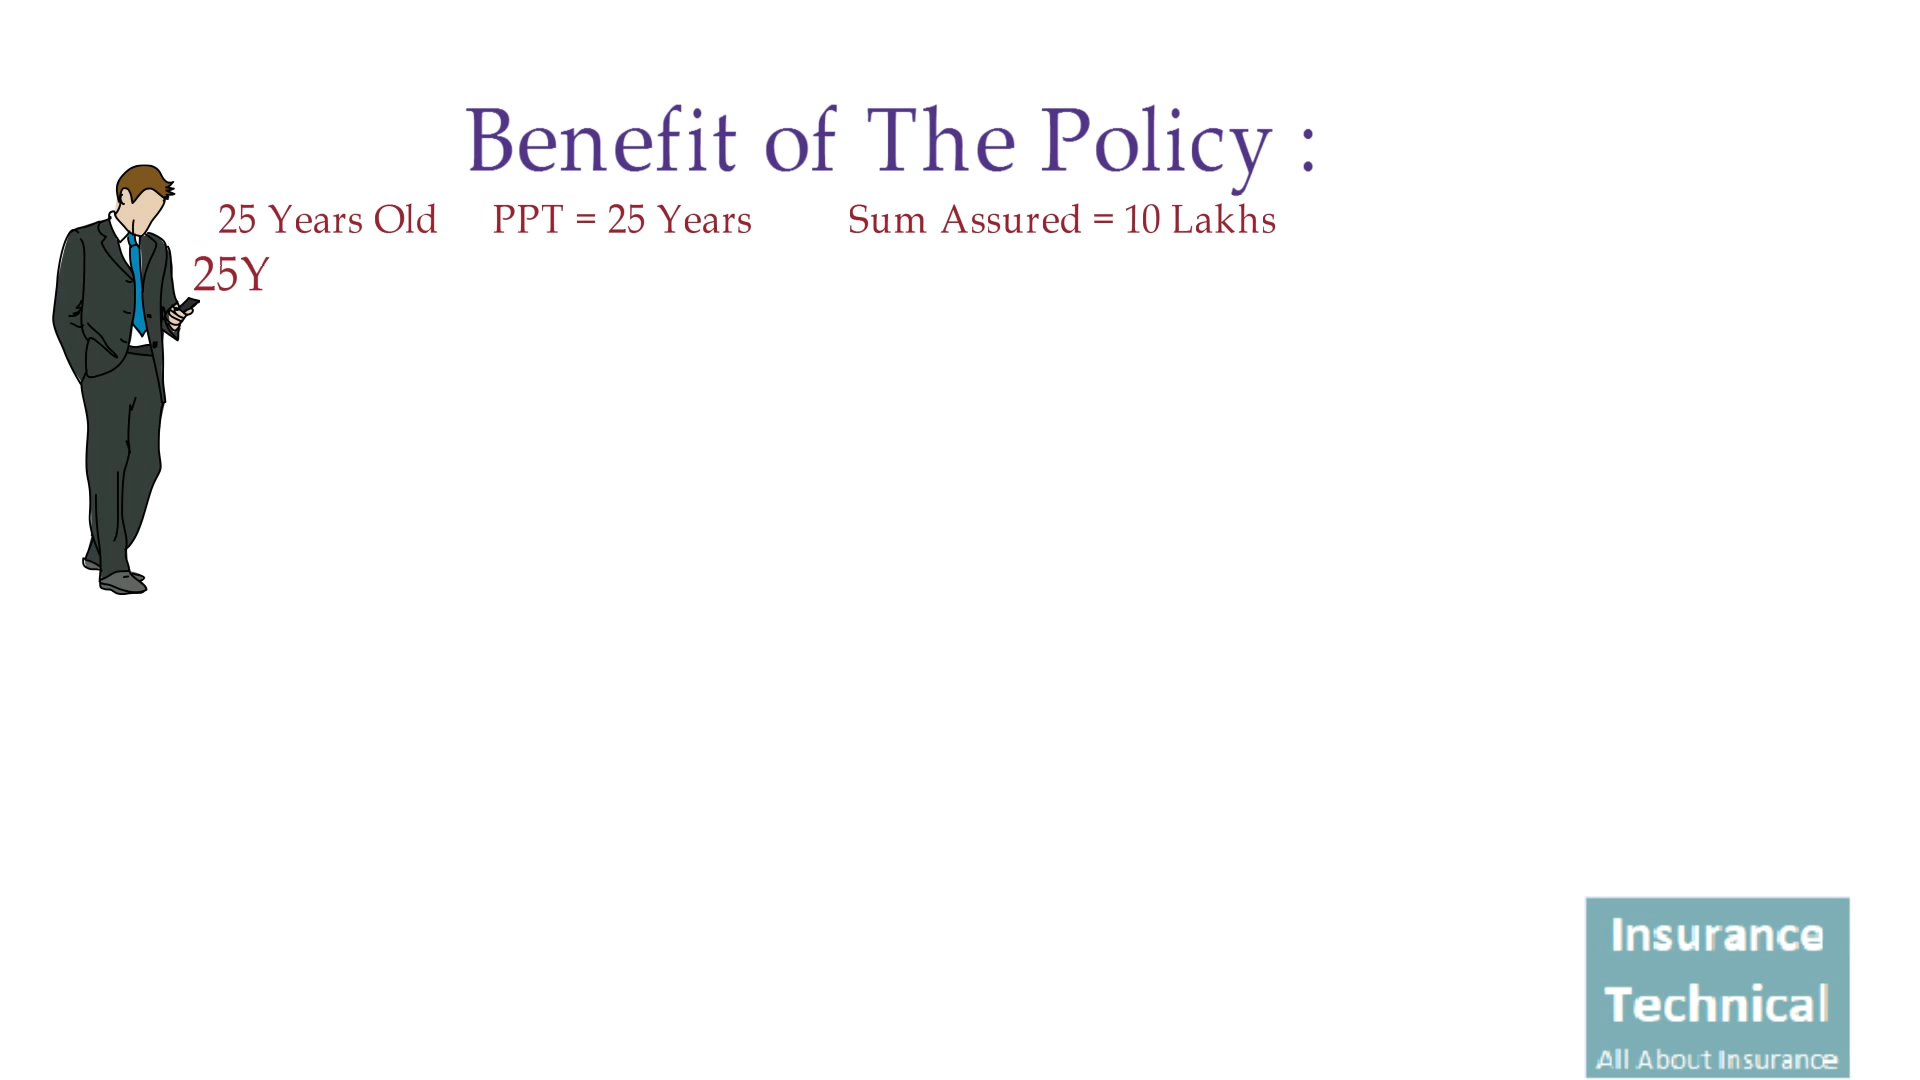 Benefit of The Policy :
25 Years Old PPT = 25 Years Sum Assured = 10 Lakhs
25Y
Insurance
Technical
All About Insurance